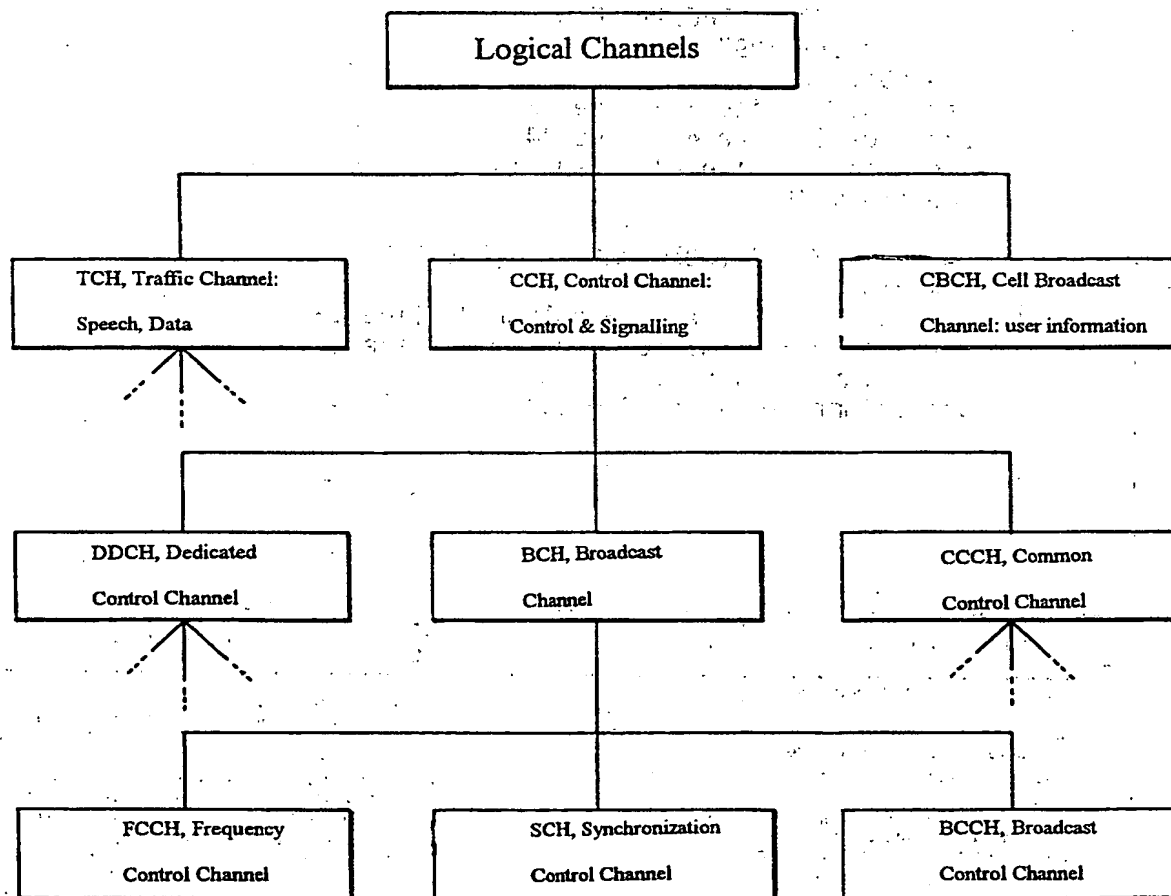 Logical Channels
TCH, Traffic Channel:
Speech, Data
CCH, Control Channel:
Control & Signalling
CBCH, Cell Broadcast
Channel: user information
DDCH, Dedicated
Control Channel
BCH, Broadcast
Channel
CCCH, Common
Control Channel
FCCH, Frequency
Control Channel
SCH, Synchronization
Control Channel
BCCH, Broadcast
Control Channel